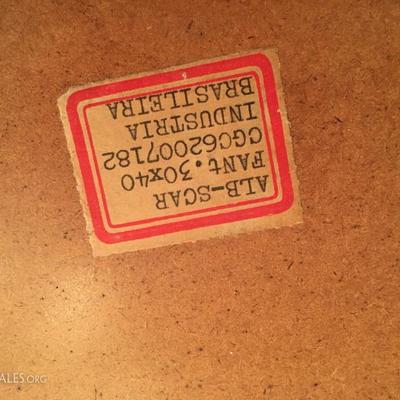 ALB-SCAR
FANT.30x40
CGC62007182
INDUSTRIA
BRASILEIRA
ALES.ORG